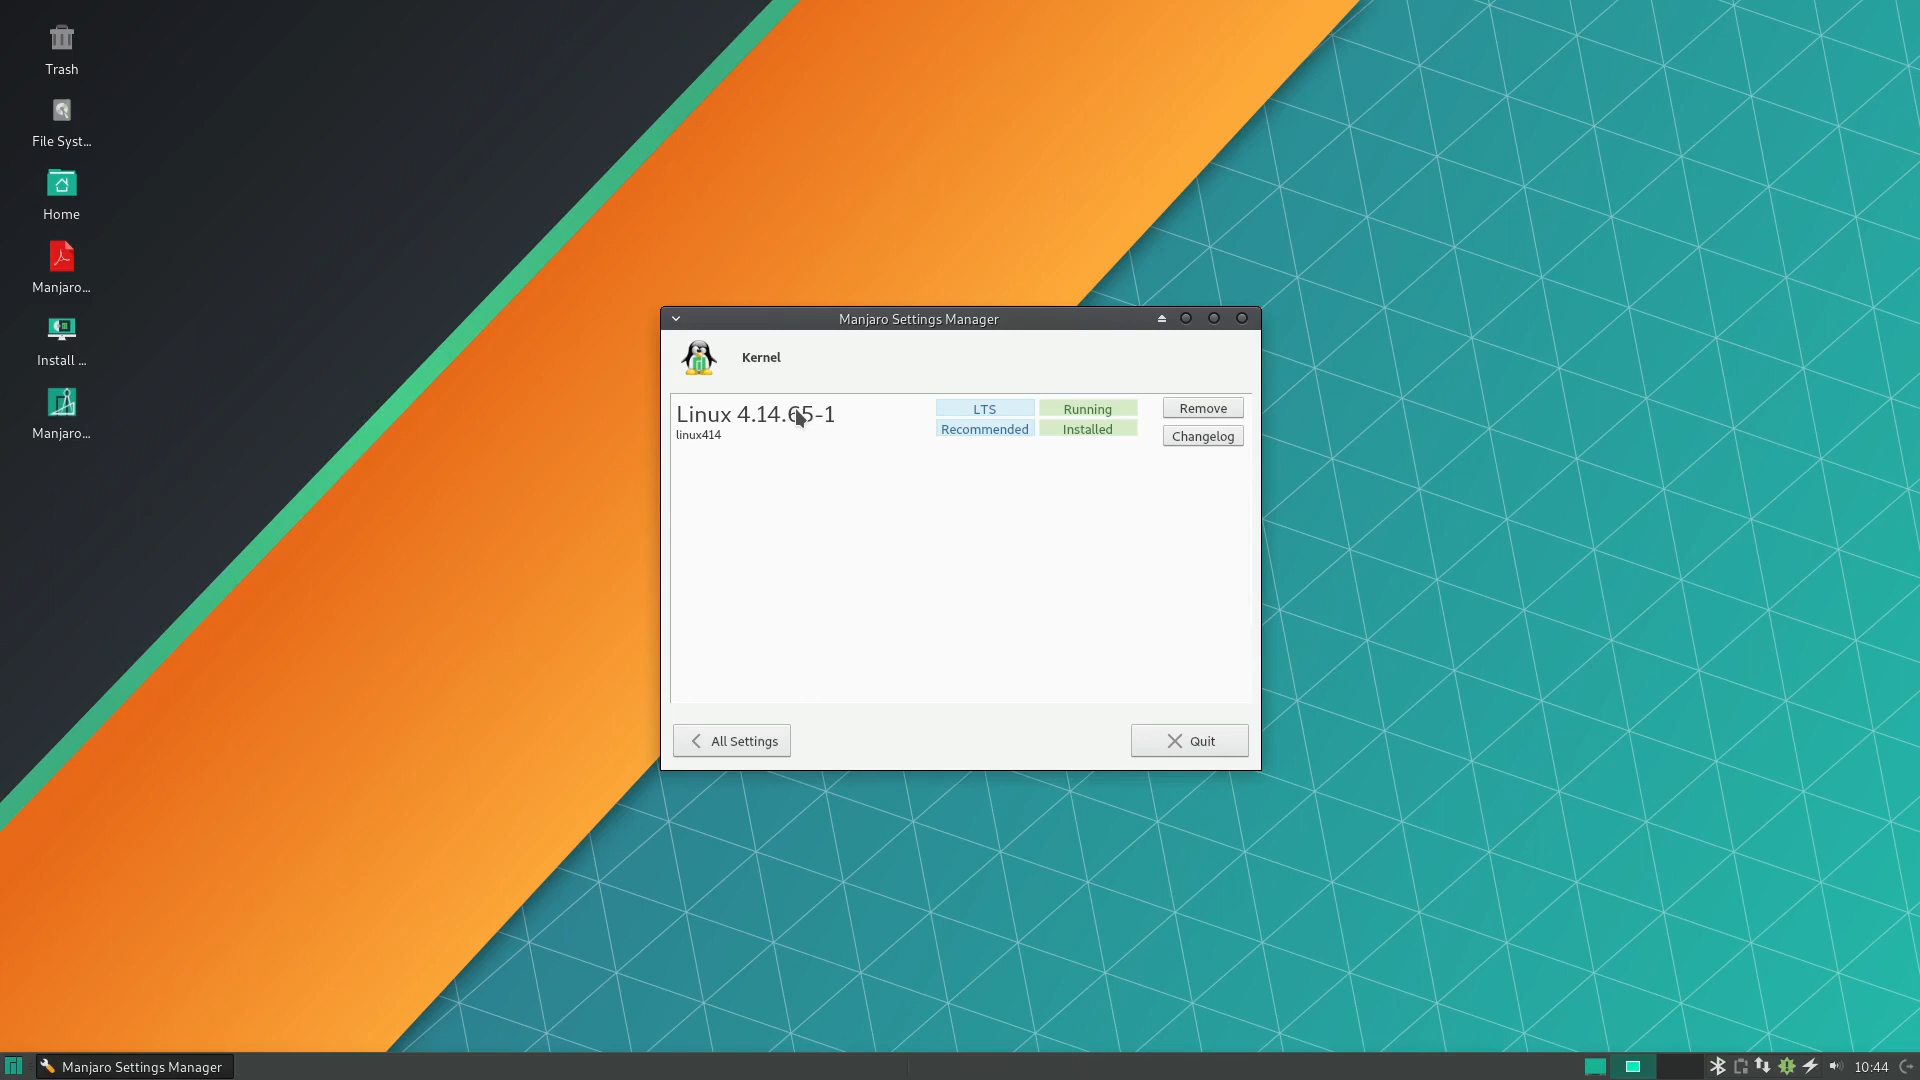 Trash
File Syst...
Home
Manjaro...
Install ...
Manjaro...
Manjaro Settings Manager
Kernel
Linux 4.14.65-1
linux414
LTS
Running
Recommended
Installed
Remove
Changelog
All Settings
Quit
Manjaro Settings Manager
10:44